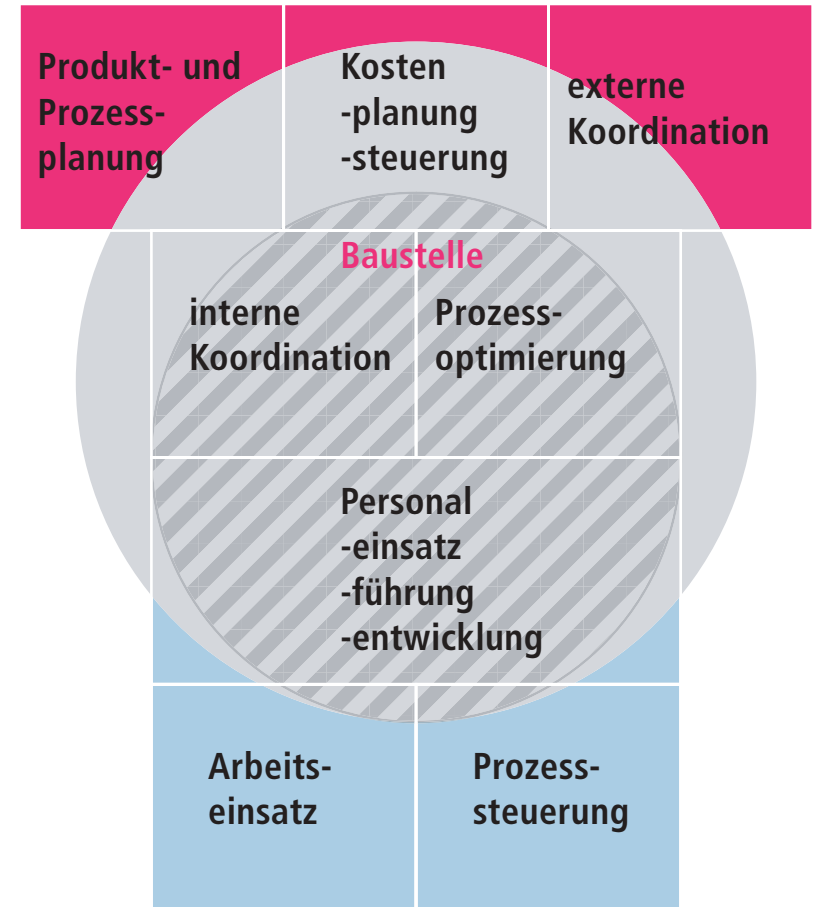 Produkt- und
Prozess-
planung
Kosten
-planung
-steuerung
externe
Koordination
Baustelle
interne
Koordination
Prozess-
optimierung
Personal
-einsatz
-führung
-entwicklung
Arbeits-
einsatz
Prozess-
steuerung